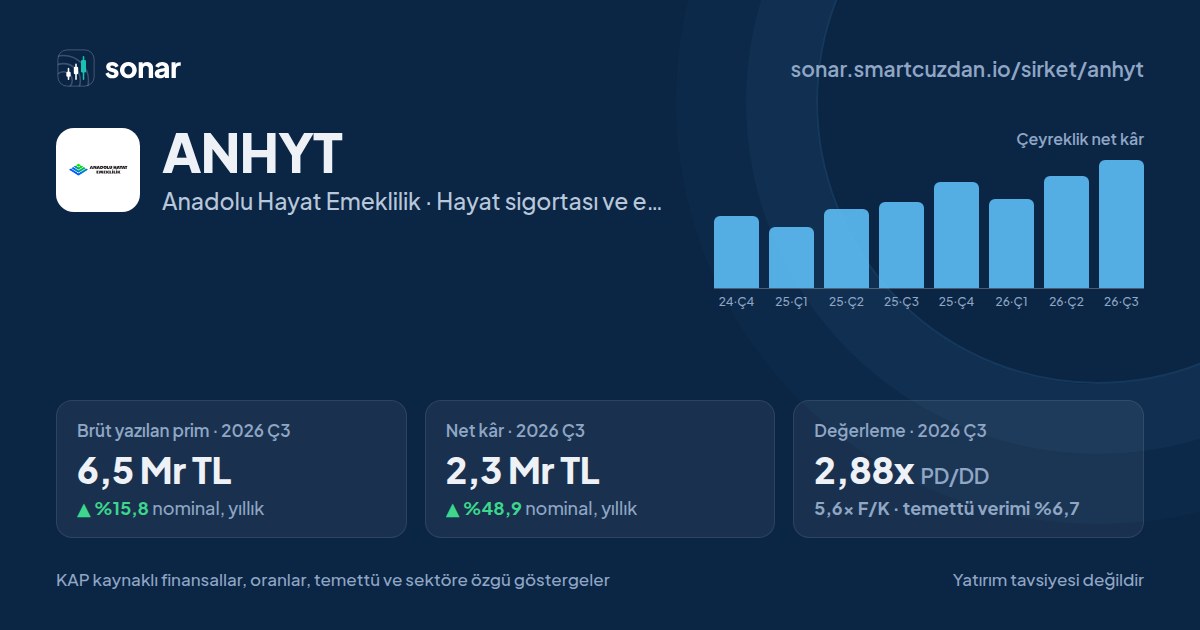 sonar
sonar.smartcuzdan.io/sirket/anhyt
ANADOLU HAYAT
EMEKLİLİK
ANHYT
Anadolu Hayat Emeklilik · Hayat sigortası ve e...
Çeyreklik net kâr
24·Ç4 25·Ç1 25·Ç2 25·Ç3 25·Ç4 26·Ç1 26·Ç2 26·Ç3
Brüt yazılan prim · 2026 Ç3
6,5 Mr TL
▲ %15,8 nominal, yıllık
Net kâr · 2026 Ç3
2,3 Mr TL
▲ %48,9 nominal, yıllık
Değerleme · 2026 Ç3
2,88x PD/DD
5,6× F/K · temettü verimi %6,7
KAP kaynaklı finansallar, oranlar, temettü ve sektöre özgü göstergeler
Yatırım tavsiyesi değildir